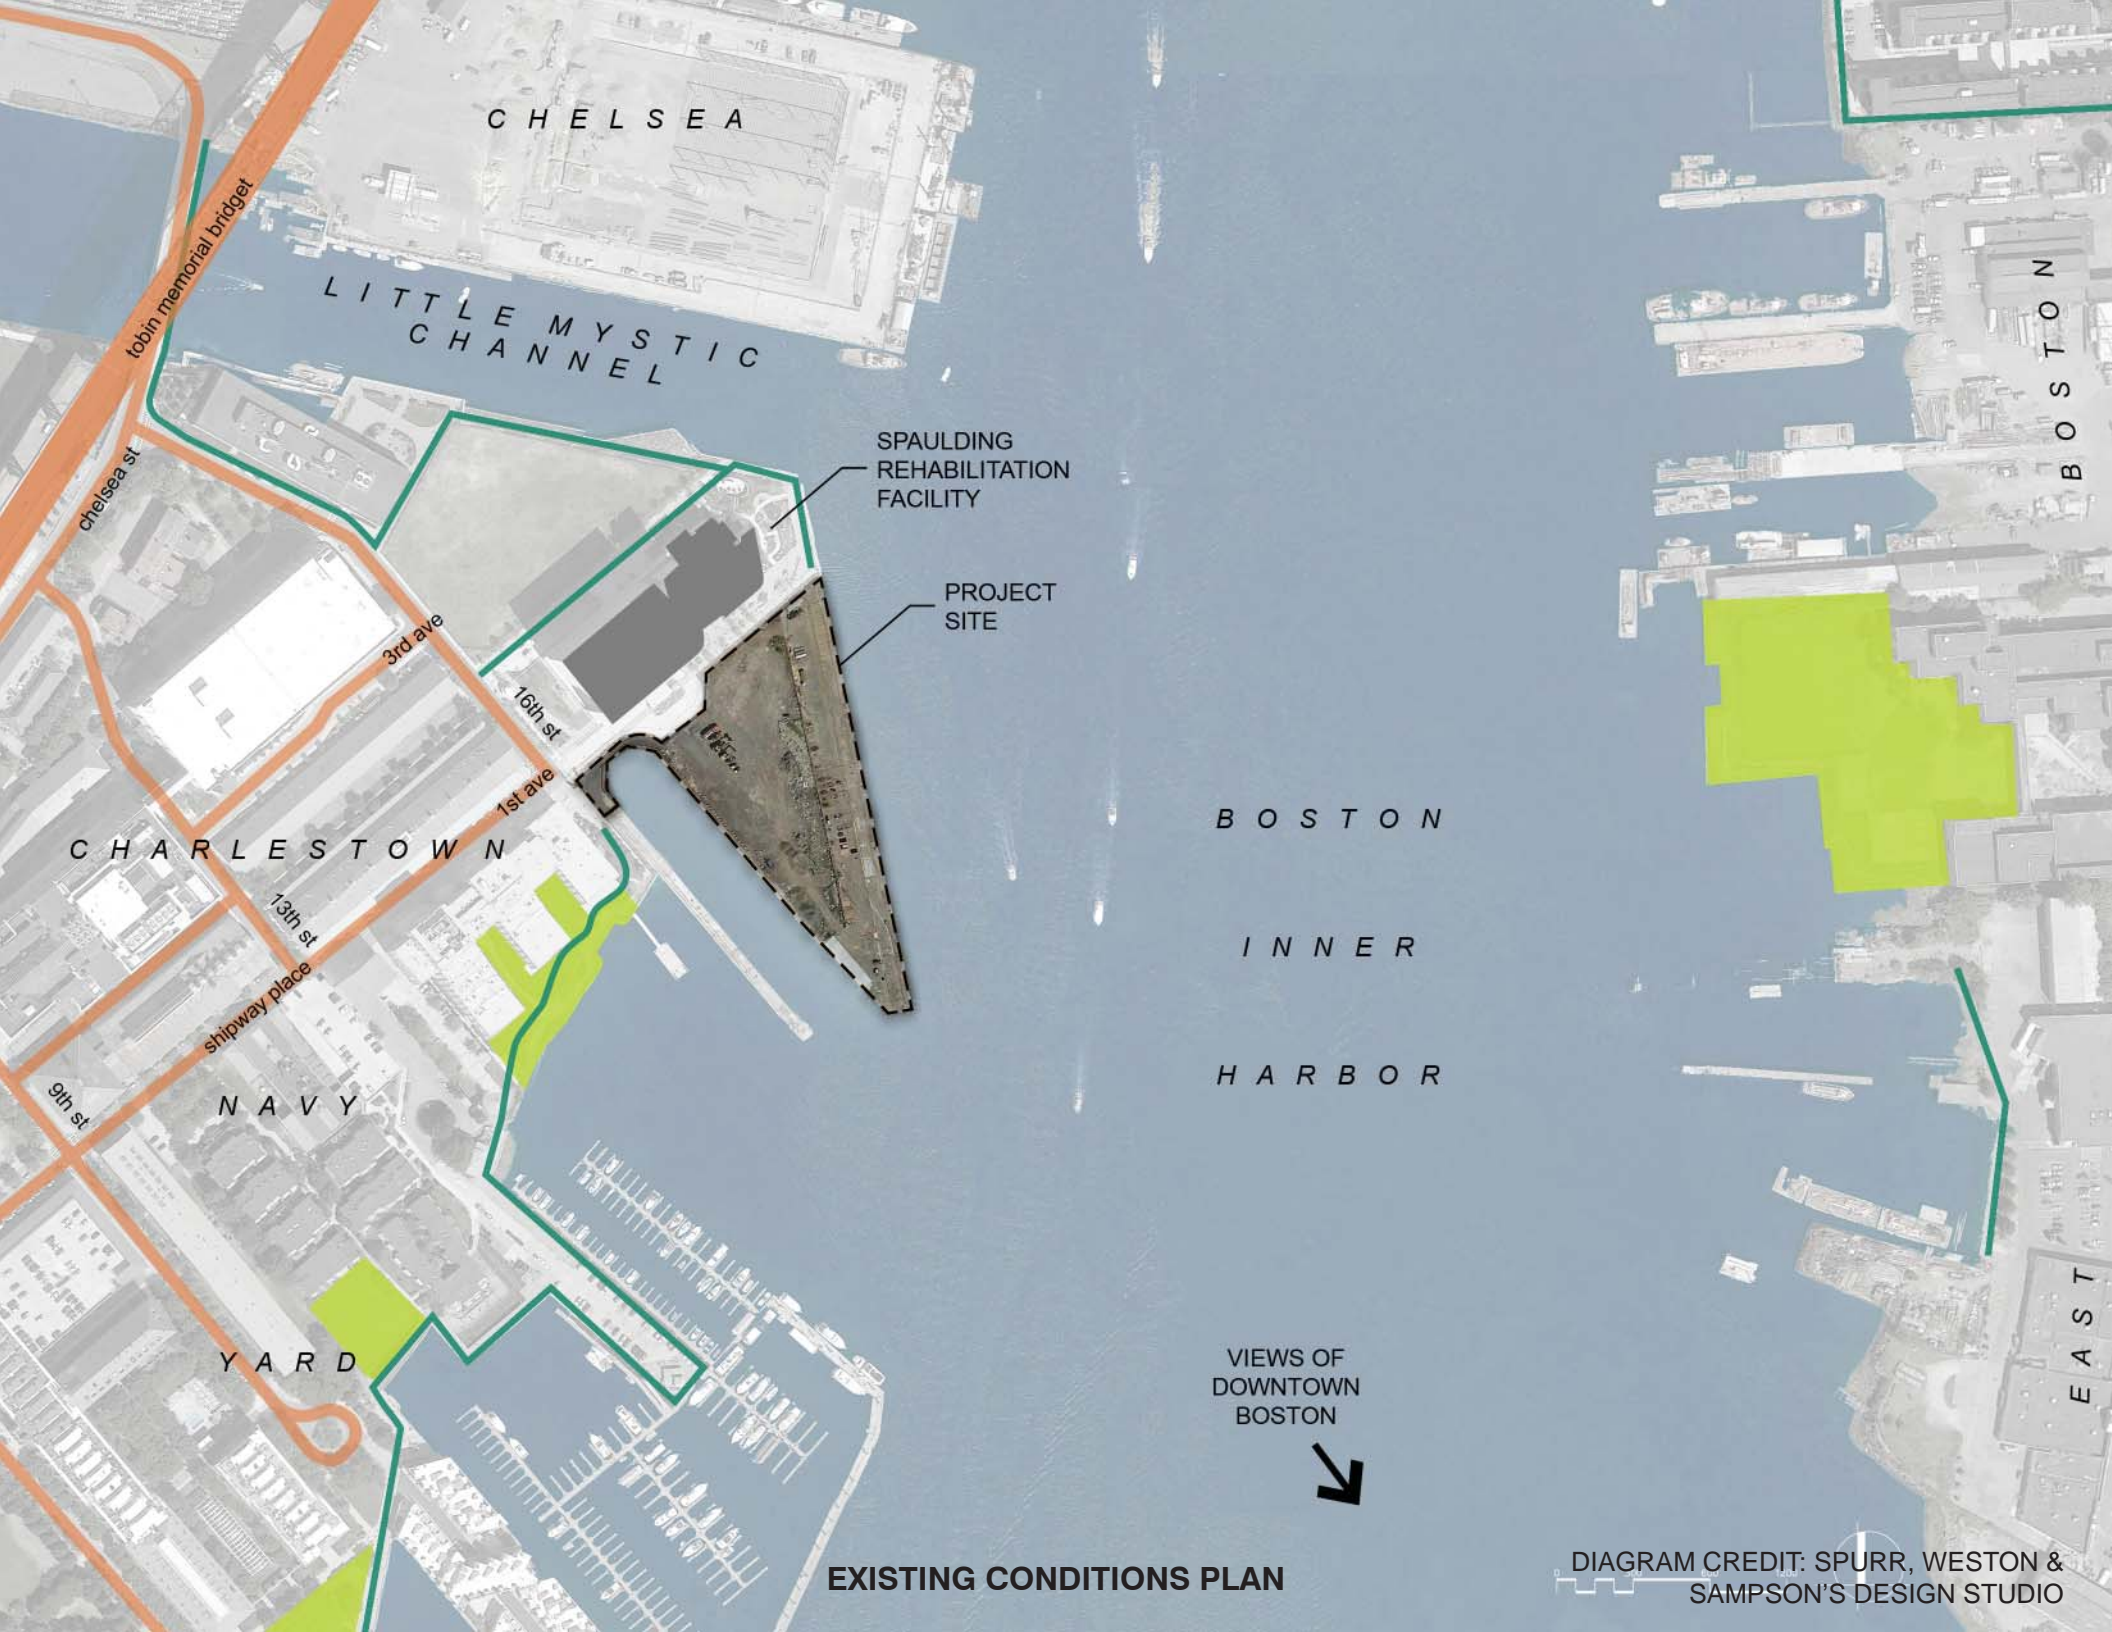 CHELSEA
tobin memorial bridget
LITTLE MYSTIC
CHANNEL
SPAULDING
REHABILITATION
FACILITY
chelsea st
PROJECT
SITE
3rd ave
16th st
1st ave
CHARLESTOWN
13th st
shipway place
9th st
NAVY
YARD
BOSTON
INNER
HARBOR
EAST BOSTON
VIEWS OF
DOWNTOWN
BOSTON
EXISTING CONDITIONS PLAN
DIAGRAM CREDIT: SPURR, WESTON &
SAMPSON'S DESIGN STUDIO
0